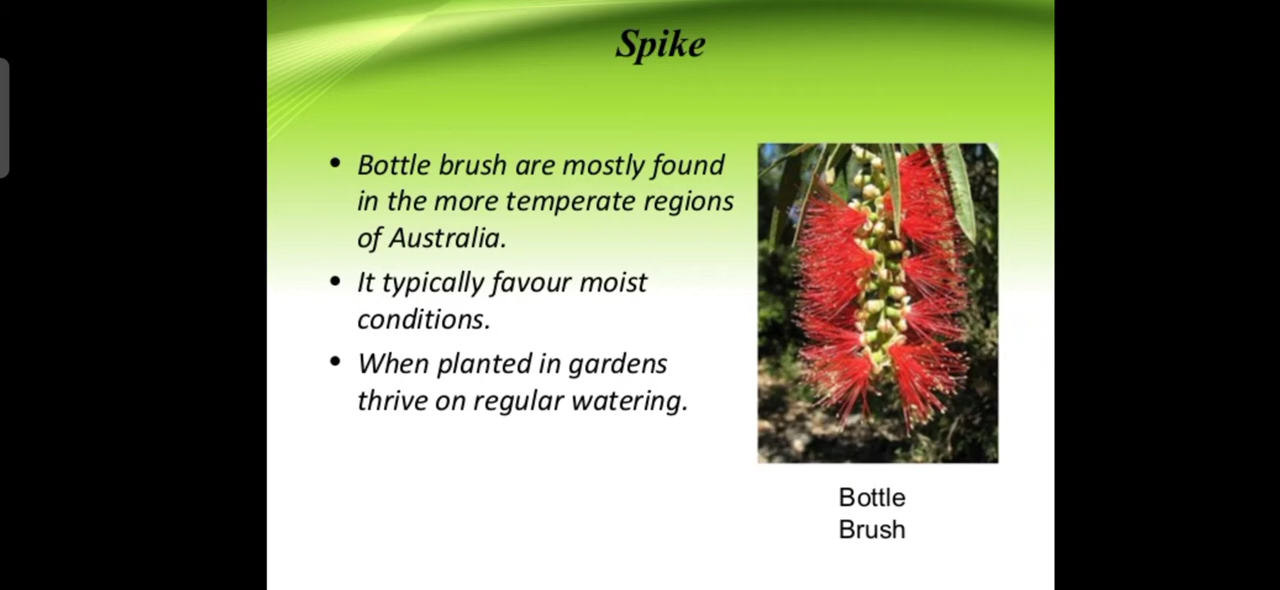 Spike
• Bottle brush are mostly found
in the more temperate regions
of Australia.
• It typically favour moist
conditions.
• When planted in gardens
thrive on regular watering.
Bottle
Brush